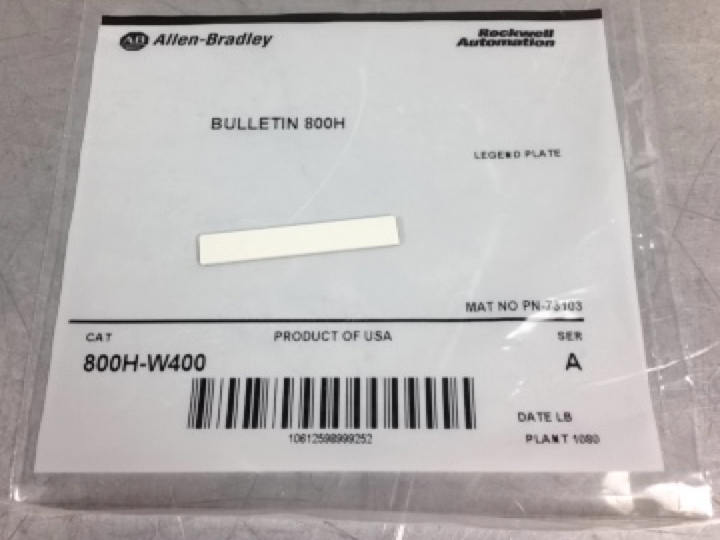 AB Allen-Bradley
Rockwell Automation
BULLETIN 800H
LEGEND PLATE
MAT NO PN-73103
CAT
PRODUCT OF USA
SER
800H-W400
A
10612598999252
DATE LB
PLANT 1080